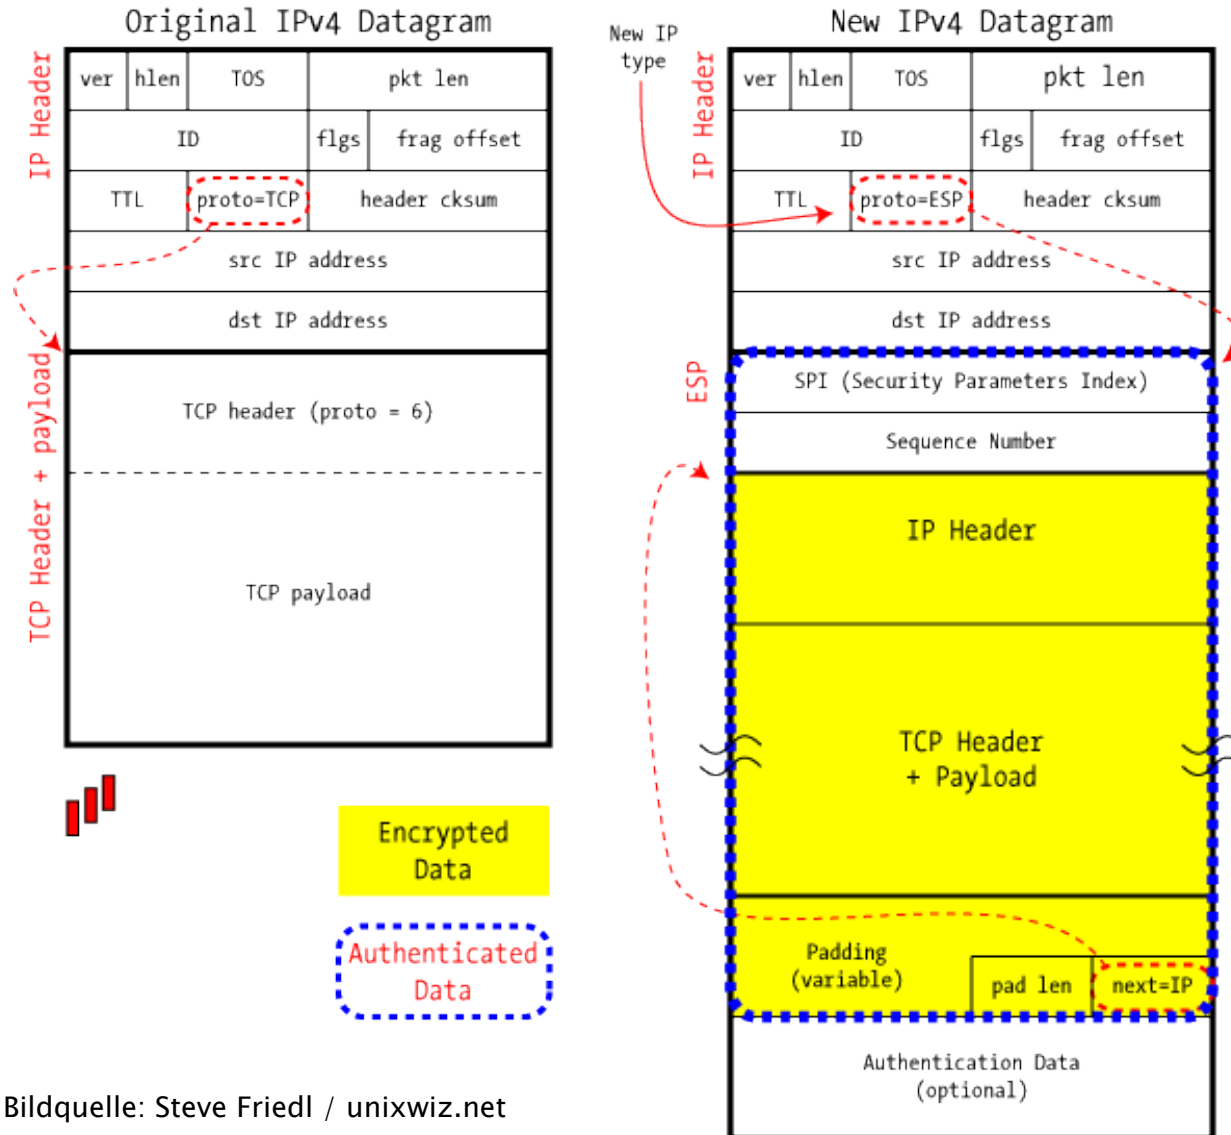 Original IPv4 Datagram
IP Header
ver hlen TOS pkt len
ID flgs frag offset
TTL proto=TCP header cksum
src IP address
dst IP address
TCP Header + payload
TCP header (proto = 6)
TCP payload
Encrypted
Data
Authenticated
Data
New IPv4 Datagram
New IP
type
IP Header
ver hlen TOS pkt len
ID flgs frag offset
TTL proto=ESP header cksum
src IP address
dst IP address
ESP
SPI (Security Parameters Index)
Sequence Number
IP Header
TCP Header
+ Payload
Padding
(variable)
pad len next=IP
Authentication Data
(optional)
Bildquelle: Steve Friedl / unixwiz.net